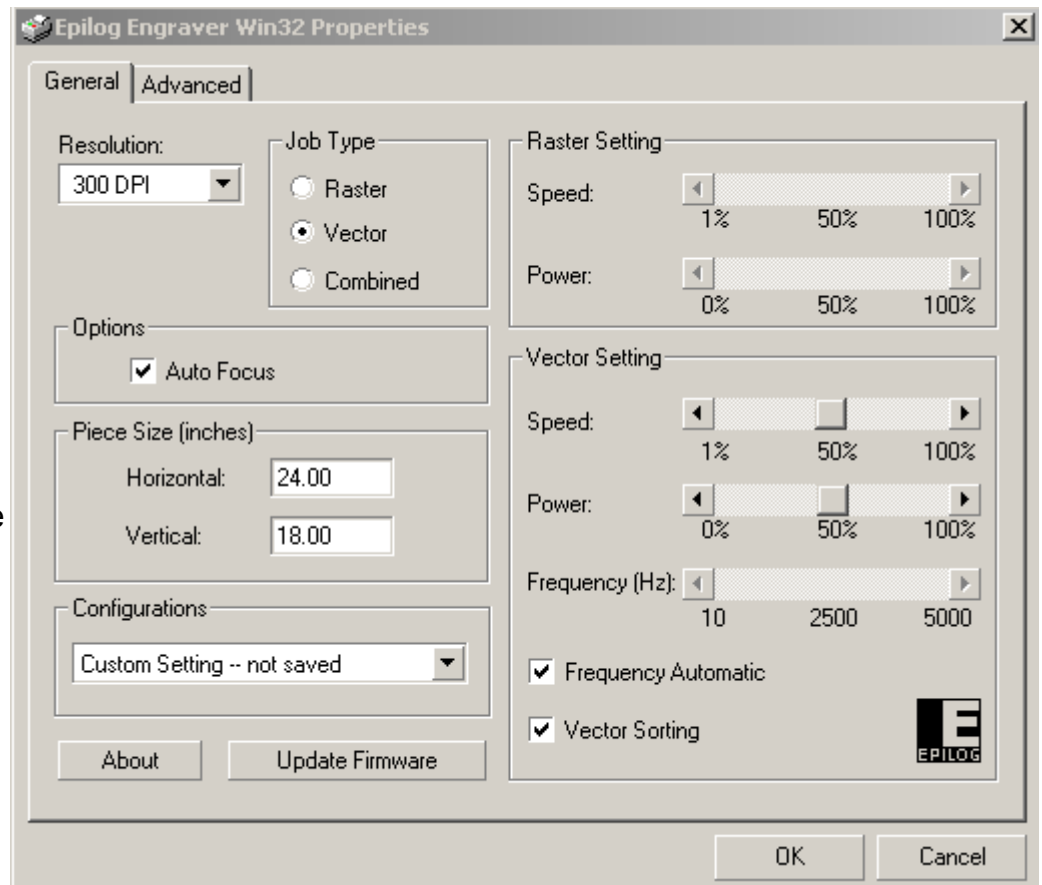 Epilog Engraver Win32 Properties
General
Advanced
Resolution:
300 DPI
Job Type
Raster
Vector
Combined
Options
Auto Focus
Piece Size (inches)
Horizontal: 24.00
Vertical: 18.00
e
Configurations
Custom Setting -- not saved
About
Update Firmware
Raster Setting
Speed:
1% 50% 100%
Power:
0% 50% 100%
Vector Setting
Speed:
1% 50% 100%
Power:
0% 50% 100%
Frequency (Hz):
10 2500 5000
Frequency Automatic
Vector Sorting
E
EPILOG
OK
Cancel